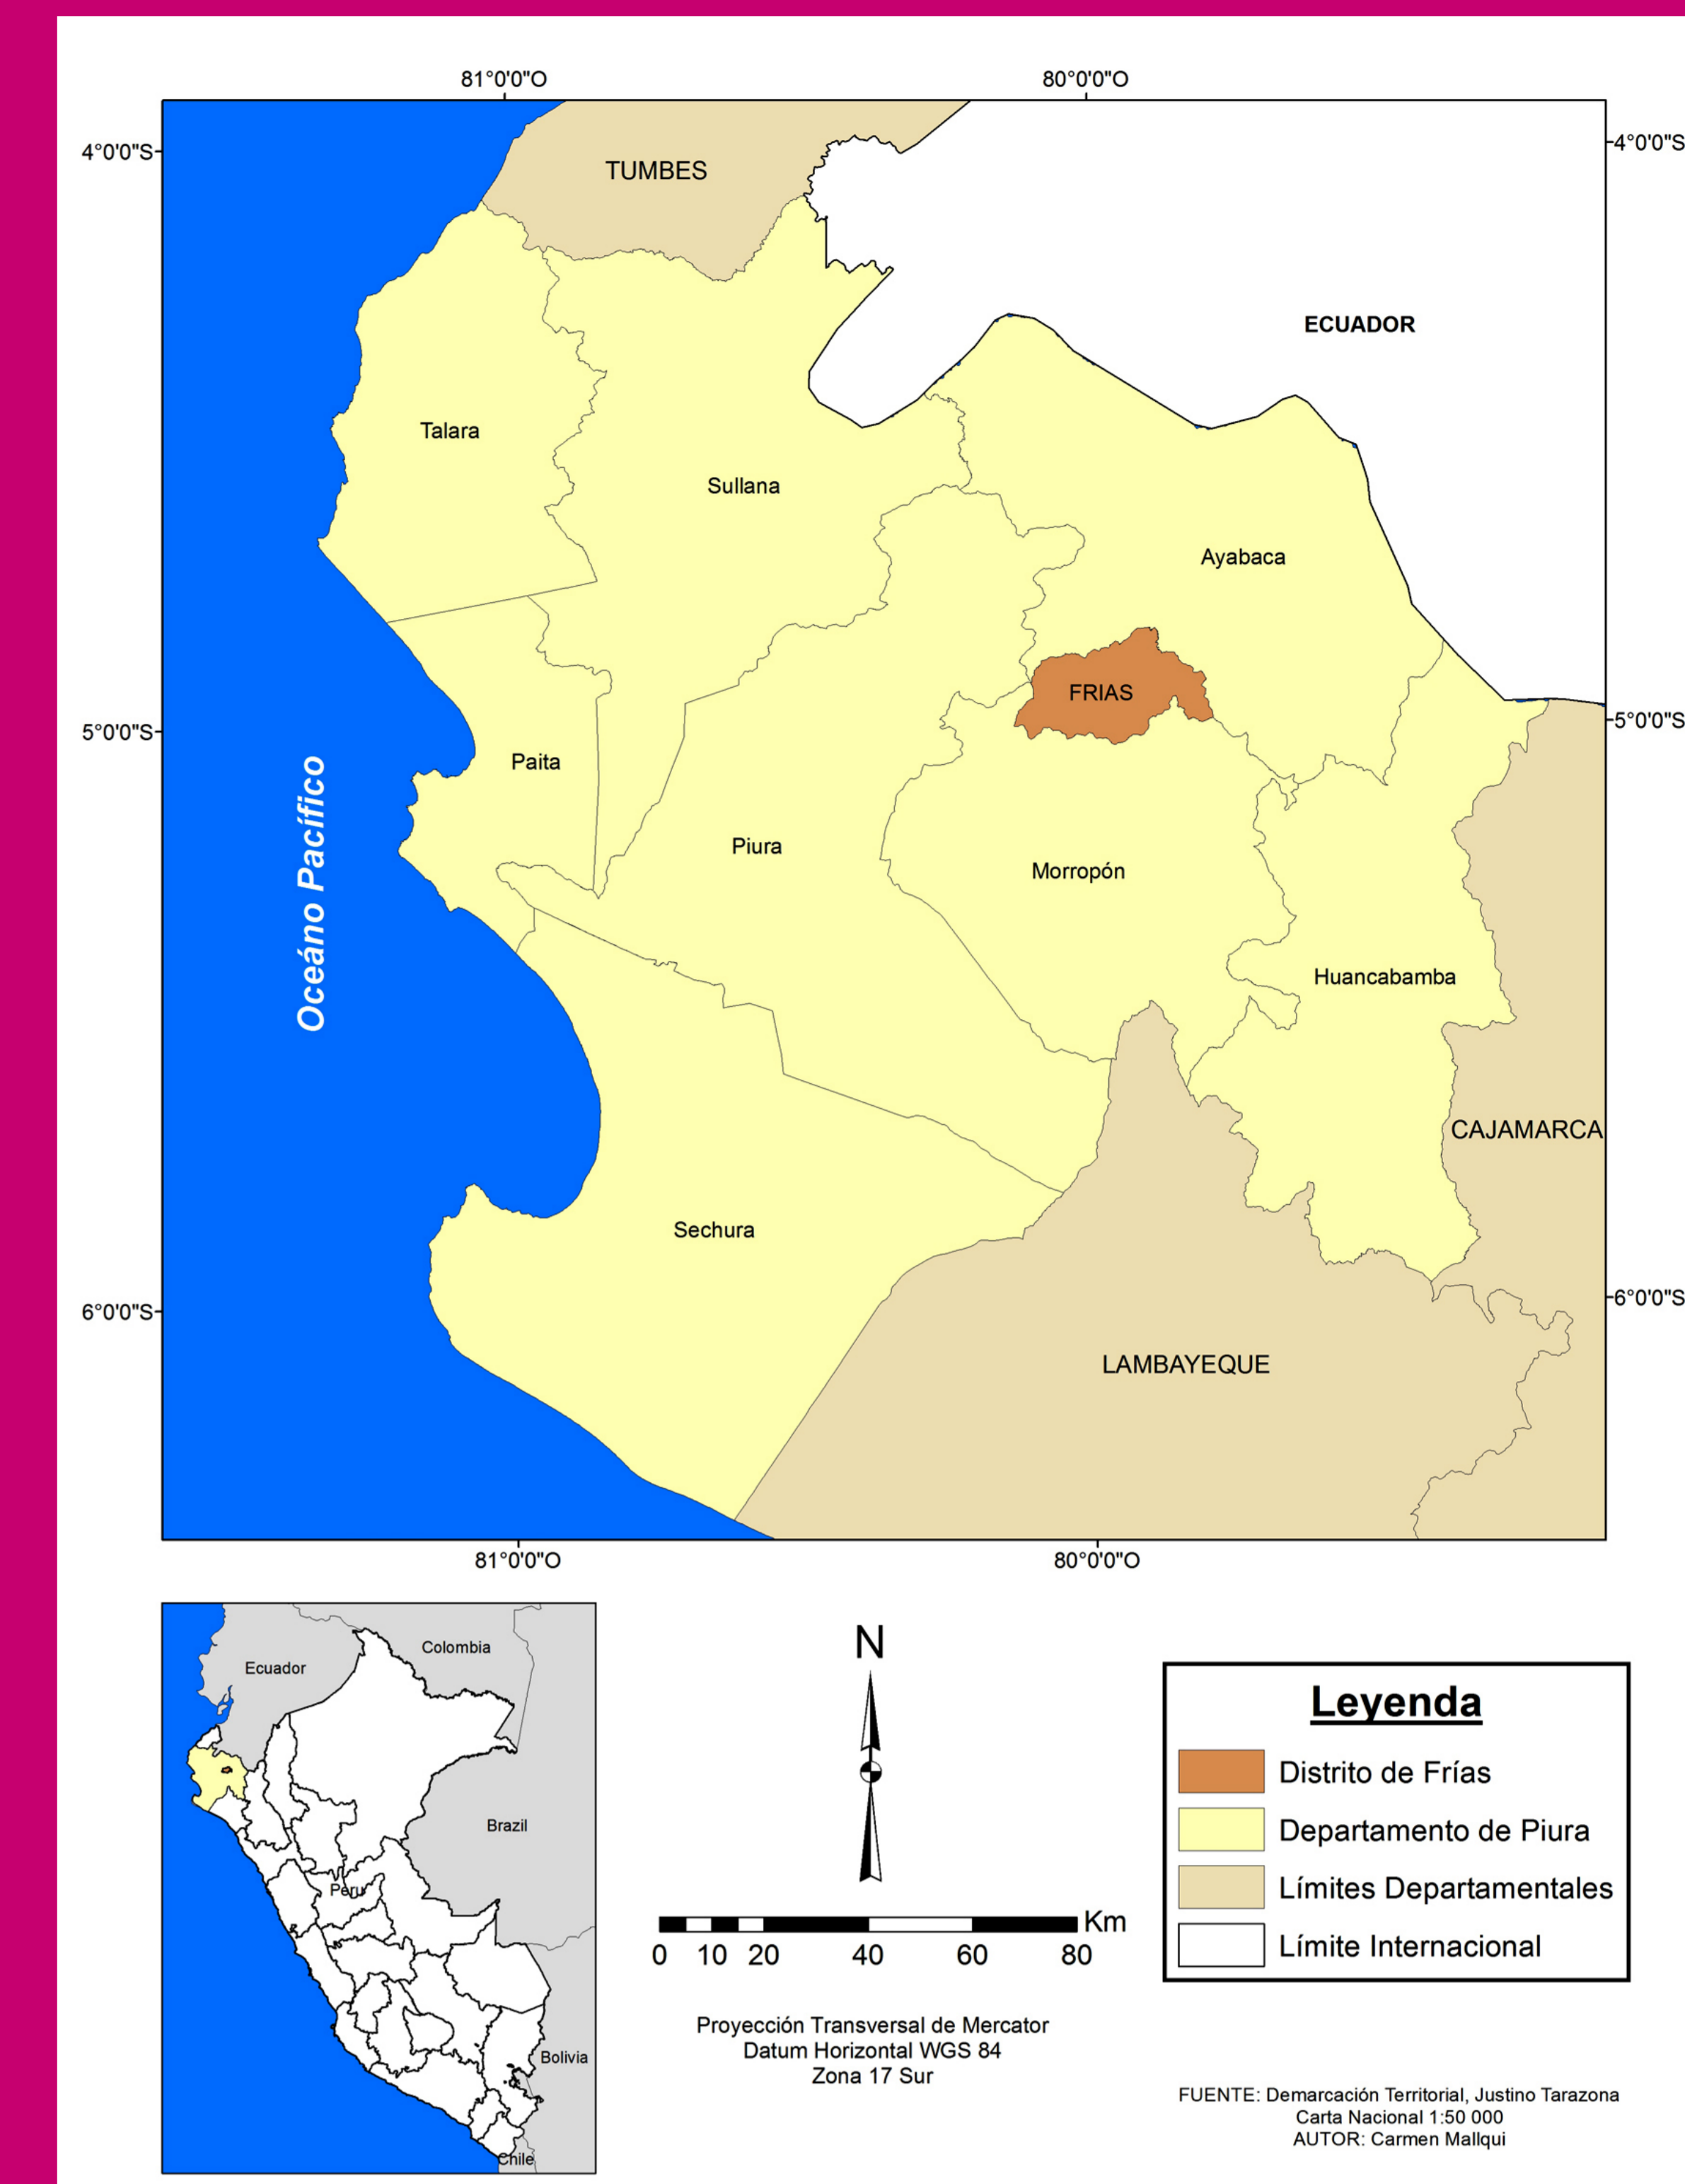 81°0'0"O
80°0'0"O
4°0'0"S
4°0'0"S
TUMBES
ECUADOR
Talara
Sullana
Ayabaca
FRIAS
5°0'0"S
5°0'0"S
Paita
Océano Pacífico
Piura
Morropón
Huancabamba
CAJAMARCA
Sechura
6°0'0"S
6°0'0"S
LAMBAYEQUE
81°0'0"O
80°0'0"O
Colombia
Ecuador
Brazil
Peru
Bolivia
Chile
N
Km
0 10 20 40 60 80
Proyección Transversal de Mercator
Datum Horizontal WGS 84
Zona 17 Sur
Leyenda
Distrito de Frías
Departamento de Piura
Límites Departamentales
Límite Internacional
FUENTE: Demarcación Territorial, Justino Tarazona
Carta Nacional 1:50 000
AUTOR: Carmen Mallqui